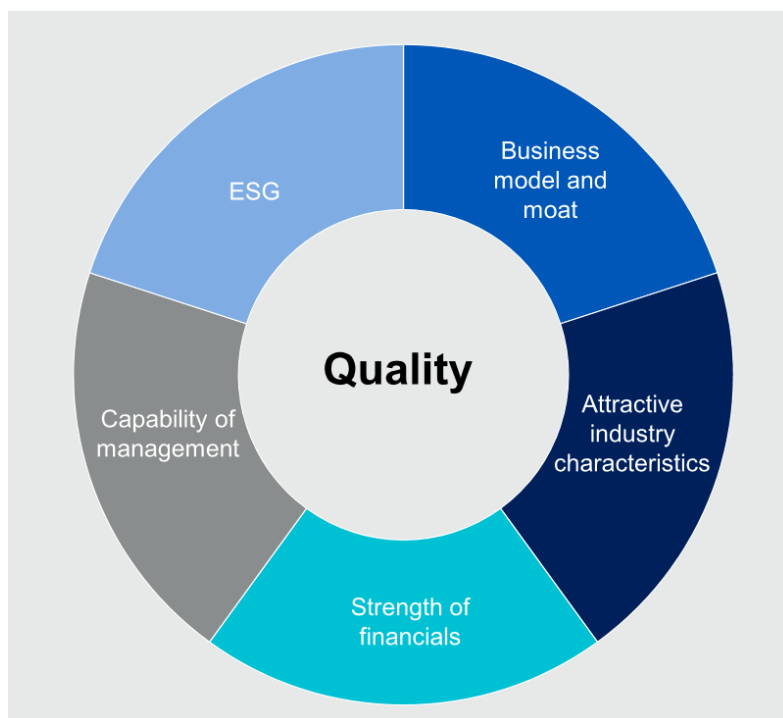 Business
model and
moat
Attractive
industry
characteristics
Strength of
financials
Capability of
management
ESG
Quality